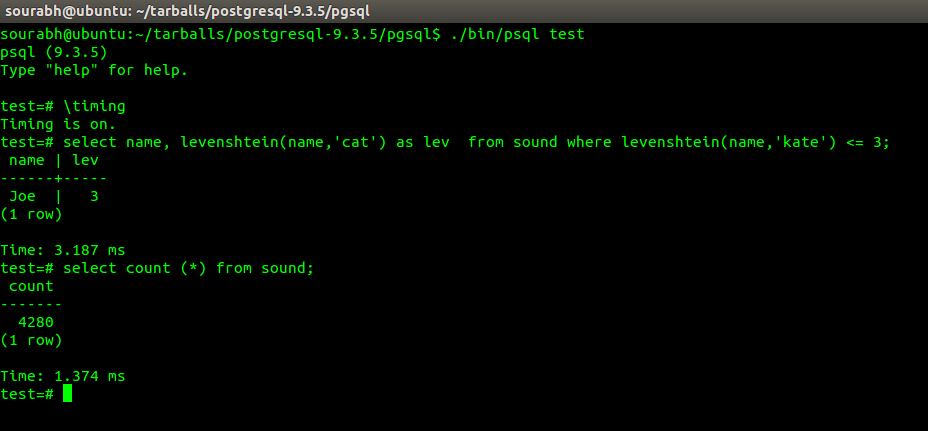 sourabh@ubuntu: ~/tarballs/postgresql-9.3.5/pgsql
sourabh@ubuntu:~/tarballs/postgresql-9.3.5/pgsql$ ./bin/psql test
psql (9.3.5)
Type "help" for help.

test=# \timing
Timing is on.
test=# select name, levenshtein(name,'cat') as lev  from sound where levenshtein(name,'kate') <= 3;
 name | lev
------+-----
 Joe  |   3
(1 row)

Time: 3.187 ms
test=# select count (*) from sound;
 count
-------
  4280
(1 row)

Time: 1.374 ms
test=#